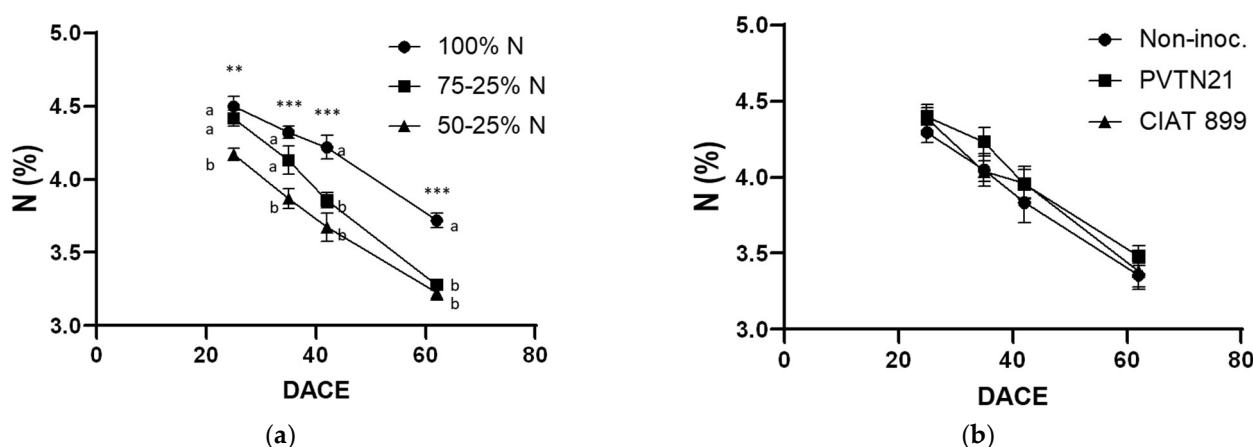 5.0
4.5
4.0
3.5
3.0
N (%)
0
20
40
60
80
DACE
100% N
75-25% N
50-25% N
**
***
***
***
a
a
b
a
a
b
a
b
b
a
b
b
(a)
5.0
4.5
4.0
3.5
3.0
N (%)
0
20
40
60
80
DACE
Non-inoc.
PVTN21
CIAT 899
(b)